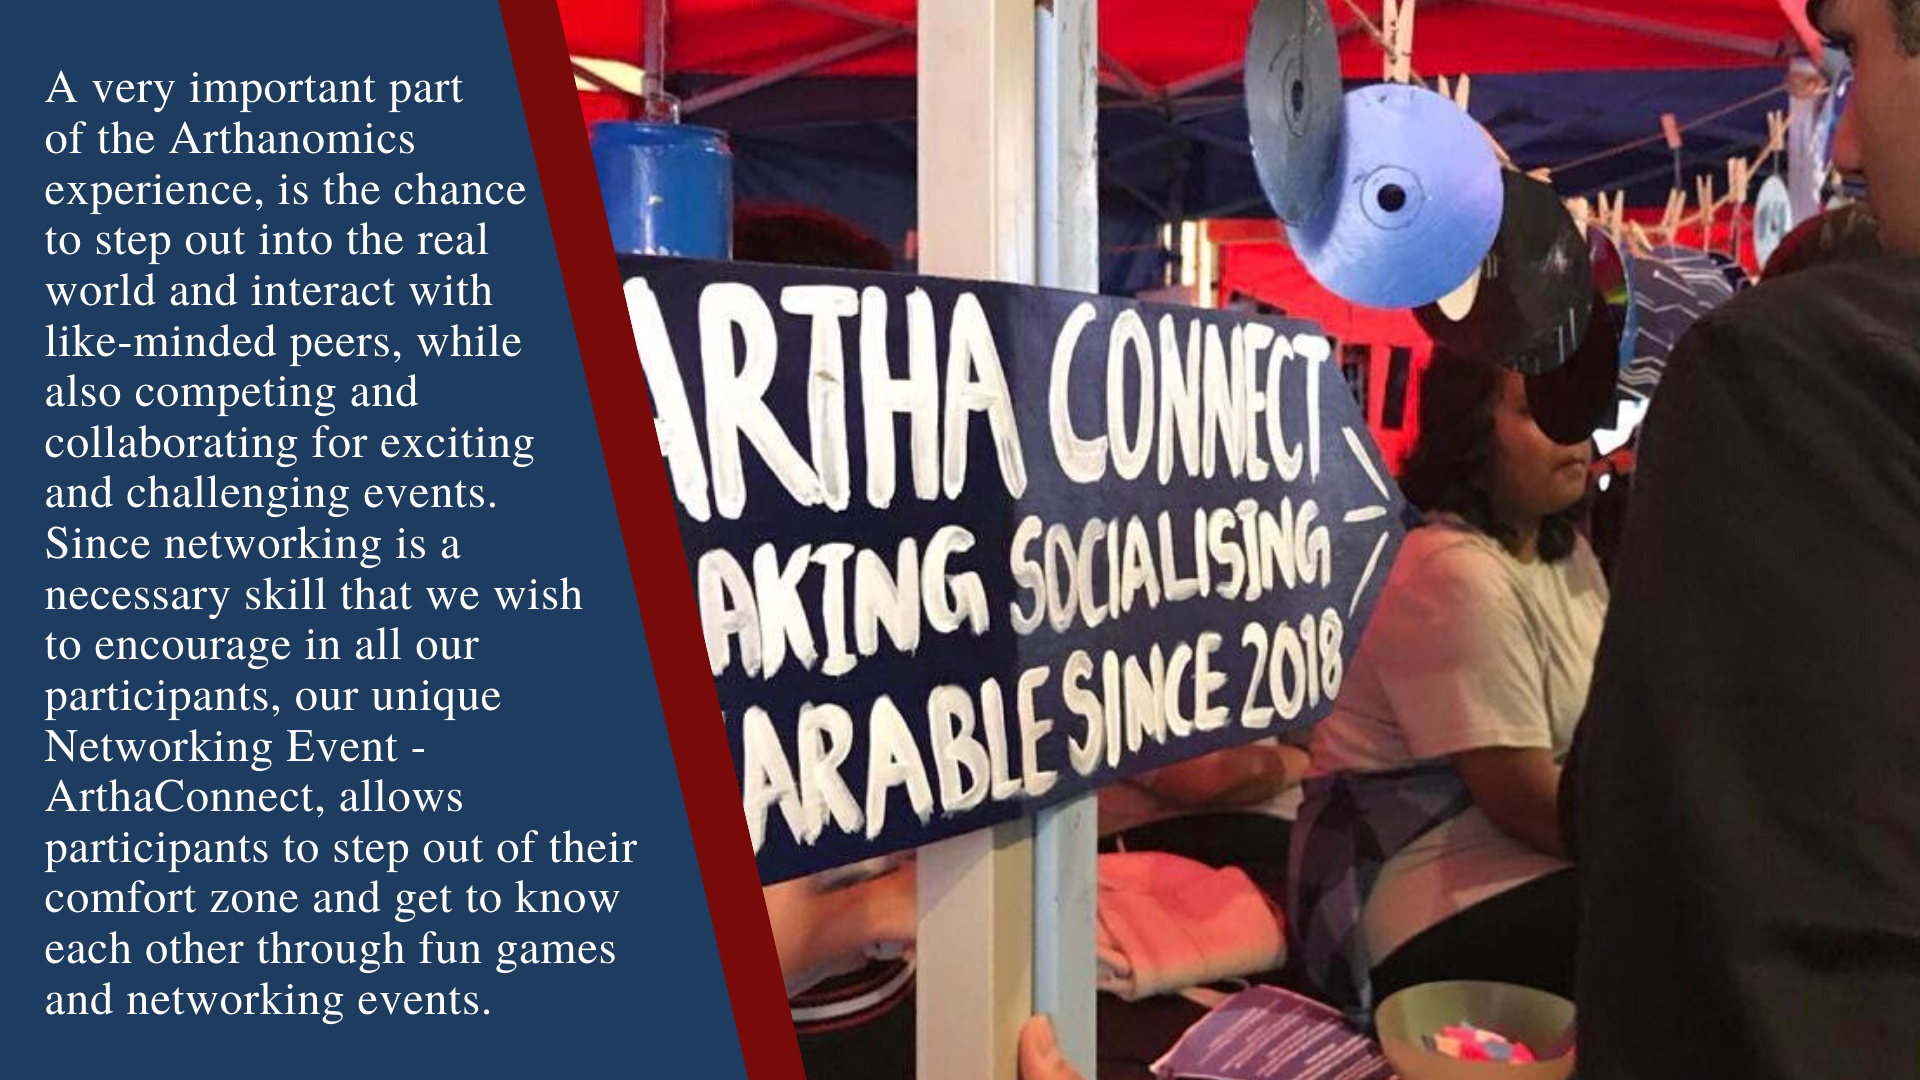 A very important part
of the Arthanomics
experience, is the chance
to step out into the real
world and interact with
like-minded peers, while
also competing and
collaborating for exciting
and challenging events.
Since networking is a
necessary skill that we wish
to encourage in all our
participants, our unique
Networking Event -
ArthaConnect, allows
participants to step out of their
comfort zone and get to know
each other through fun games
and networking events.
ARTHA CONNECT
AKING SOCIALISING
ARABLE SINCE 2018